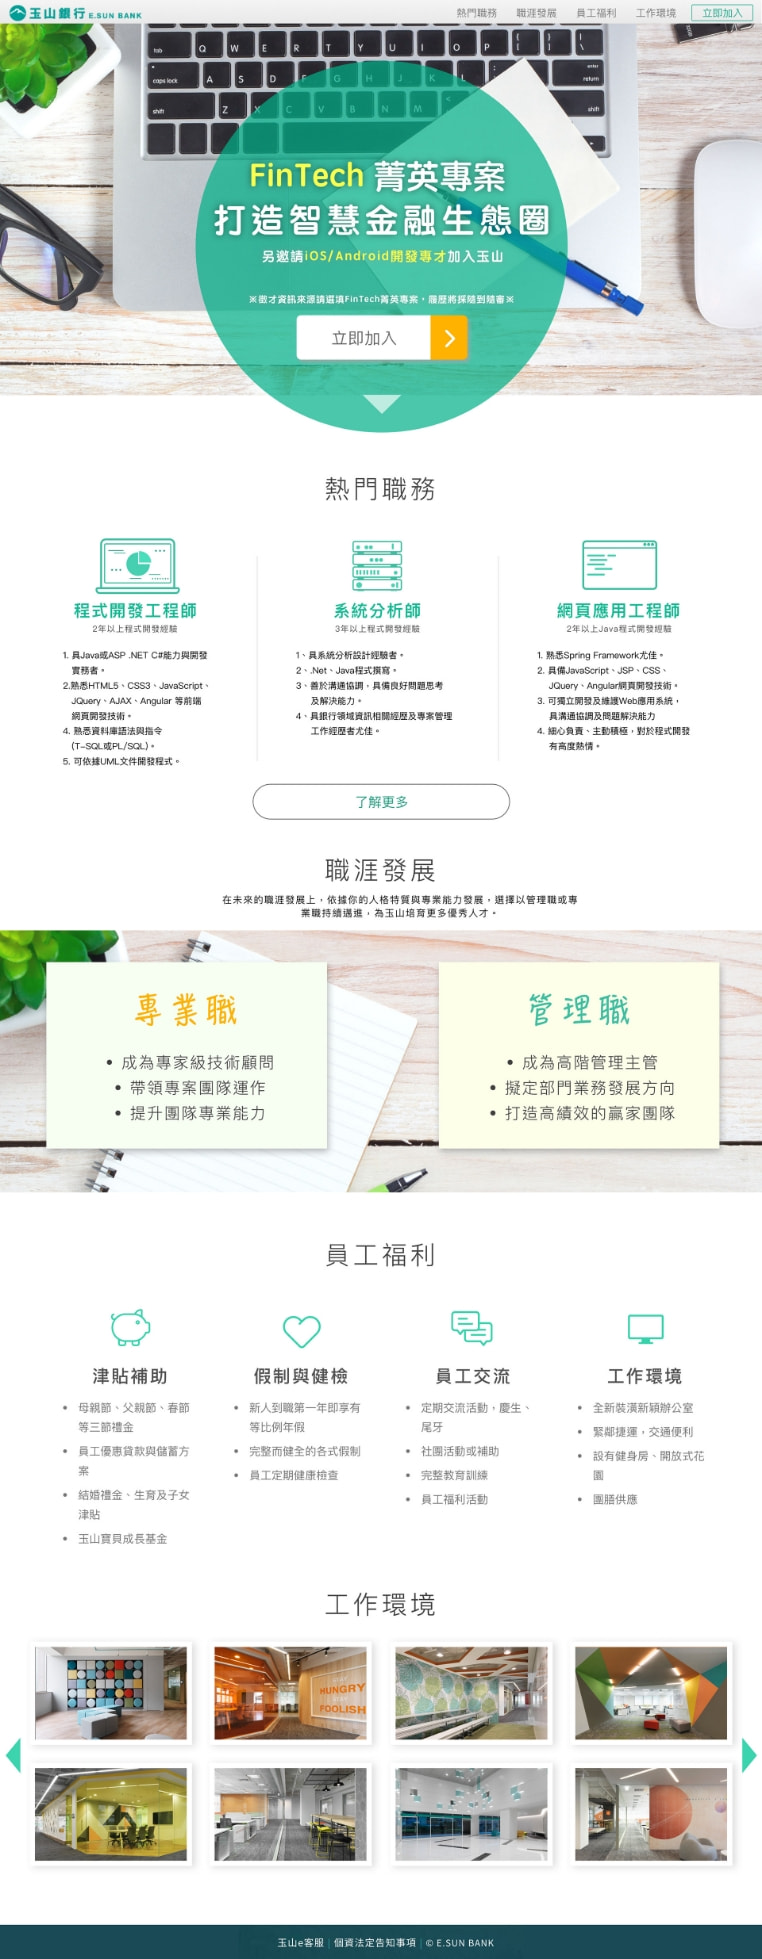 玉山銀行 E.SUN BANK
熱門職務 職涯發展 員工福利 工作環境 立即加入
FinTech 菁英專案
打造智慧金融生態圈
另邀請iOS/Android開發專才加入玉山
※徵才資訊來源請選填FinTech菁英專案，履歷將採隨到隨審※
立即加入
熱門職務
程式開發工程師
2年以上程式開發經驗
1. 具Java或ASP .NET C#能力與開發
實務者。
2.熟悉HTML5、CSS3、JavaScript、
JQuery、AJAX、Angular 等前端
網頁開發技術。
4. 熟悉資料庫語法與指令
(T-SQL或PL/SQL)。
5. 可依據UML文件開發程式。
系統分析師
3年以上程式開發經驗
1、具系統分析設計經驗者。
2、.Net、Java程式撰寫。
3、善於溝通協調、具備良好問題思考
及解決能力。
4、具銀行領域資訊相關經歷及專案管理
工作經歷者尤佳。
網頁應用工程師
2年以上Java程式開發經驗
1. 熟悉Spring Framework尤佳。
2. 具備JavaScript、JSP、CSS、
JQuery、Angular網頁開發技術。
3. 可獨立開發及維護Web應用系統，
具溝通協調及問題解決能力
4. 細心負責、主動積極，對於程式開發
有高度熱情。
了解更多
職涯發展
在未來的職涯發展上，依據你的人格特質與專業能力發展，選擇以管理職或專
業職持續邁進，為玉山培育更多優秀人才。
專業職
• 成為專家級技術顧問
• 帶領專案團隊運作
• 提升團隊專業能力
管理職
• 成為高階管理主管
• 擬定部門業務發展方向
• 打造高績效的贏家團隊
員工福利
津貼補助
• 母親節、父親節、春節
等三節禮金
• 員工優惠貸款與儲蓄方
案
• 結婚禮金、生育及子女
津貼
• 玉山寶貝成長基金
假制與健檢
• 新人到職第一年即享有
等比例年假
• 完整而健全的各式假制
• 員工定期健康檢查
員工交流
• 定期交流活動，慶生、
尾牙
• 社團活動或補助
• 完整教育訓練
• 員工福利活動
工作環境
• 全新裝潢新穎辦公室
• 緊鄰捷運，交通便利
• 設有健身房、開放式花
園
• 團膳供應
工作環境
HUNGRY
FOOLISH
玉山e客服 | 個資法定告知事項 | © E.SUN BANK